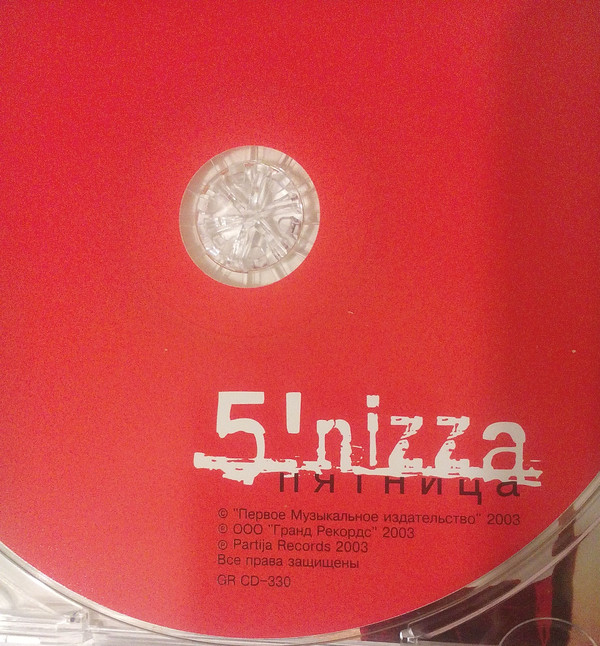 5'nizza
пятница
© "Первое Музыкальное издательство" 2003
℗ ООО "Гранд Рекордс" 2003
℗ Partija Records 2003
Все права защищены
GR CD-330